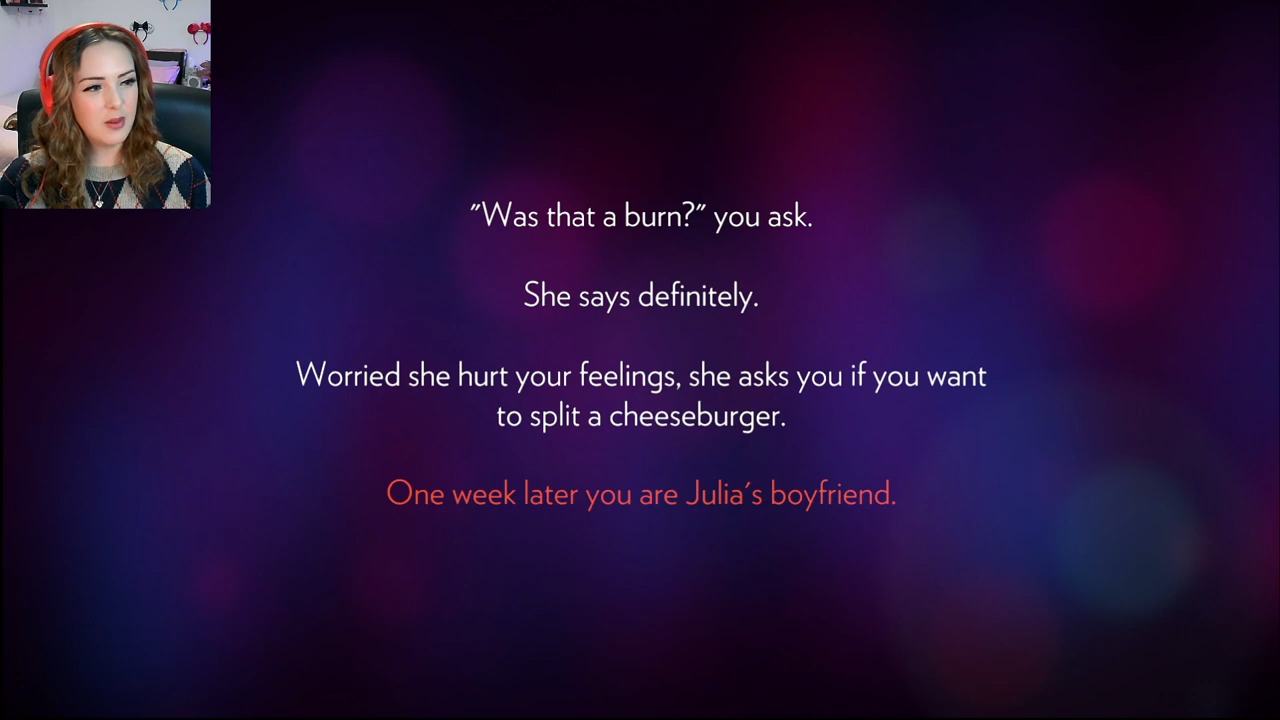 "Was that a burn?" you ask.
She says definitely.
Worried she hurt your feelings, she asks you if you want
to split a cheeseburger.
One week later you are Julia's boyfriend.